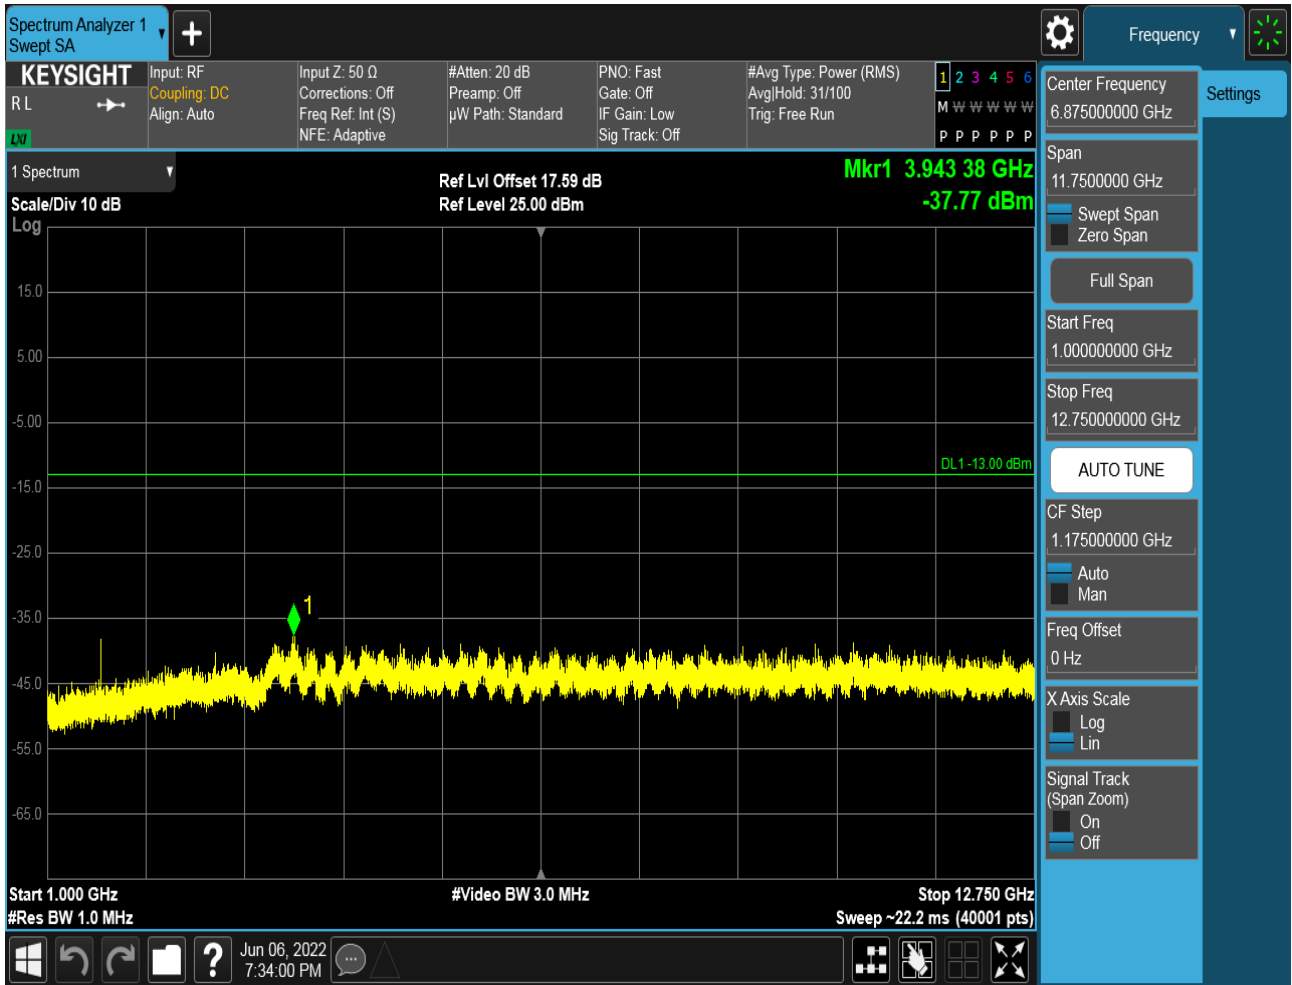 Spectrum Analyzer 1
Swept SA
Frequency
KEYSIGHT
R L
LXI
Input: RF
Coupling: DC
Align: Auto
Input Z: 50 Ω
Corrections: Off
Freq Ref: Int (S)
NFE: Adaptive
#Atten: 20 dB
Preamp: Off
µW Path: Standard
PNO: Fast
Gate: Off
IF Gain: Low
Sig Track: Off
#Avg Type: Power (RMS)
Avg|Hold: 31/100
Trig: Free Run
1 2 3 4 5 6
M W W W W W
P P P P P P
1 Spectrum
Scale/Div 10 dB
Log
Ref Lvl Offset 17.59 dB
Ref Level 25.00 dBm
Mkr1 3.943 38 GHz
-37.77 dBm
15.0
5.00
-5.00
DL1 -13.00 dBm
-15.0
-25.0
1
-35.0
-45.0
-55.0
-65.0
Start 1.000 GHz
#Video BW 3.0 MHz
Stop 12.750 GHz
#Res BW 1.0 MHz
Sweep ~22.2 ms (40001 pts)
?
Jun 06, 2022
7:34:00 PM
Center Frequency
6.875000000 GHz
Settings
Span
11.7500000 GHz
Swept Span
Zero Span
Full Span
Start Freq
1.000000000 GHz
Stop Freq
12.750000000 GHz
AUTO TUNE
CF Step
1.175000000 GHz
Auto
Man
Freq Offset
0 Hz
X Axis Scale
Log
Lin
Signal Track
(Span Zoom)
On
Off